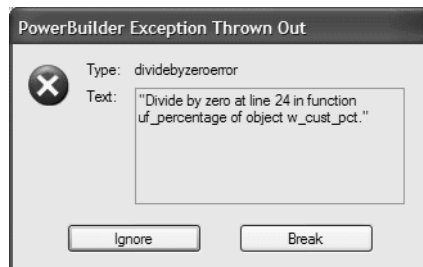 PowerBuilder Exception Thrown Out
Type: dividebyzeroerror
Text: "Divide by zero at line 24 in function
uf_percentage of object w_cust_pct."
Ignore Break